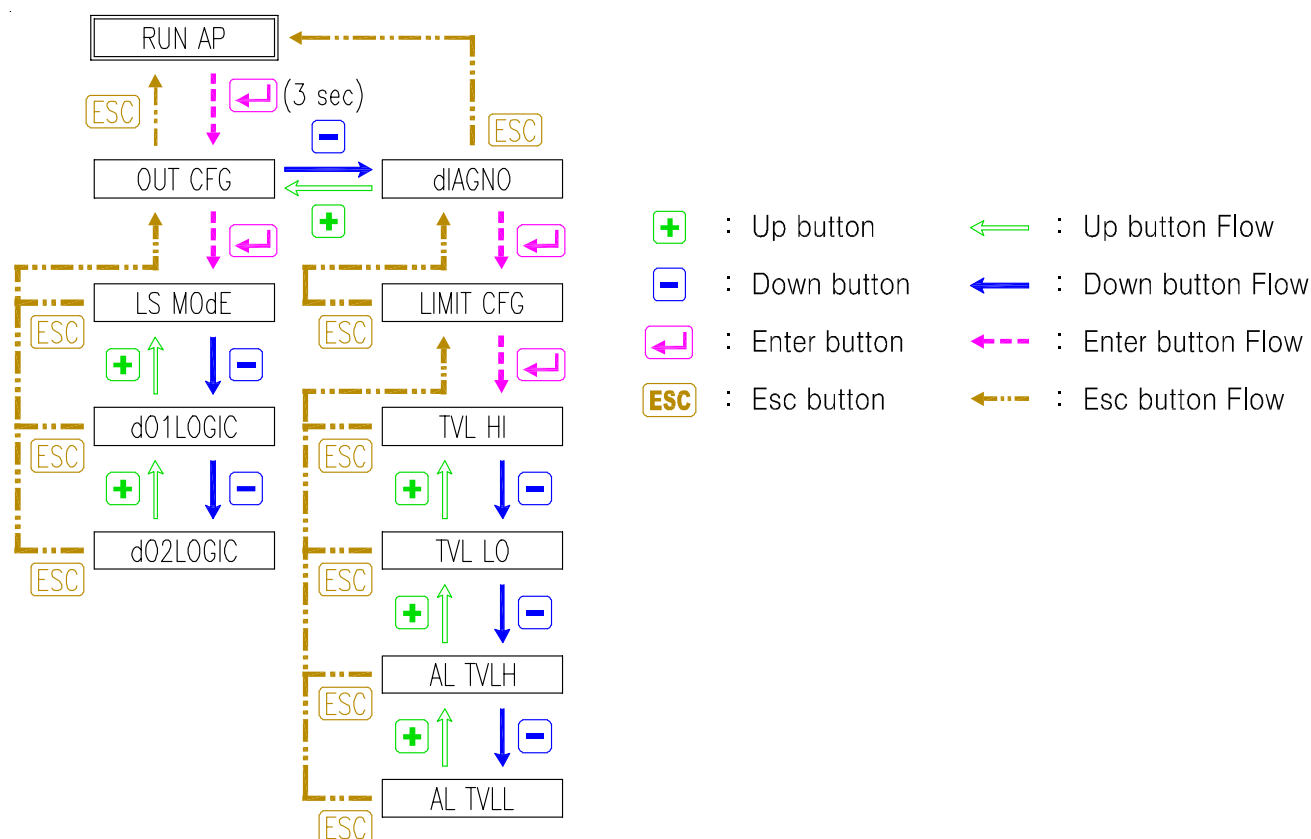 RUN AP
ESC
(3 sec)
ESC
OUT CFG
dIAGNO
LS MOdE
ESC
LIMIT CFG
ESC
dO1LOGIC
ESC
TVL HI
ESC
dO2LOGIC
ESC
TVL LO
ESC
AL TVLH
ESC
AL TVLL
ESC
: Up button
: Up button Flow
: Down button
: Down button Flow
: Enter button
: Enter button Flow
ESC : Esc button
: Esc button Flow